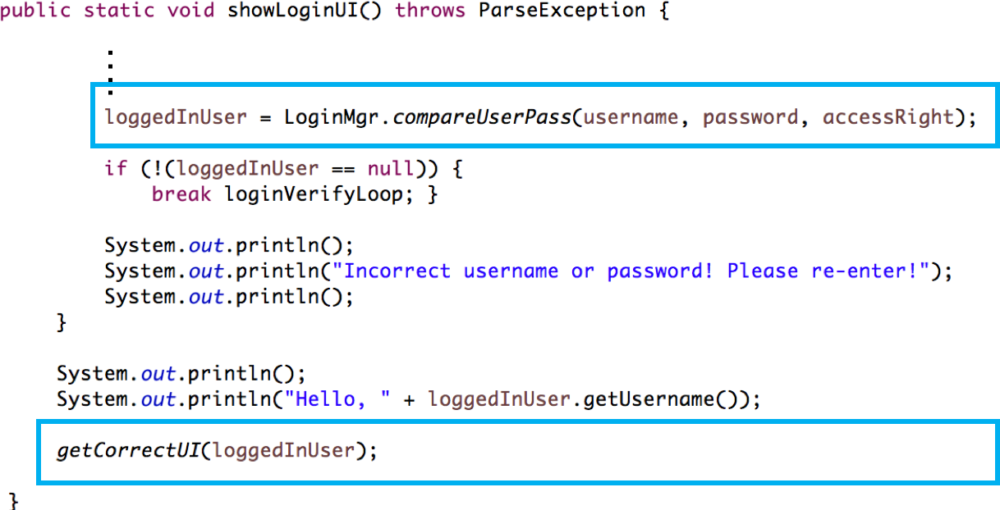 public static void showLoginUI() throws ParseException {
:
:
loggedInUser = LoginMgr.compareUserPass(username, password, accessRight);
if (!(loggedInUser == null)) {
break loginVerifyLoop; }
System.out.println();
System.out.println("Incorrect username or password! Please re-enter!");
System.out.println();
}
System.out.println();
System.out.println("Hello, " + loggedInUser.getUsername());
getCorrectUI(loggedInUser);
}